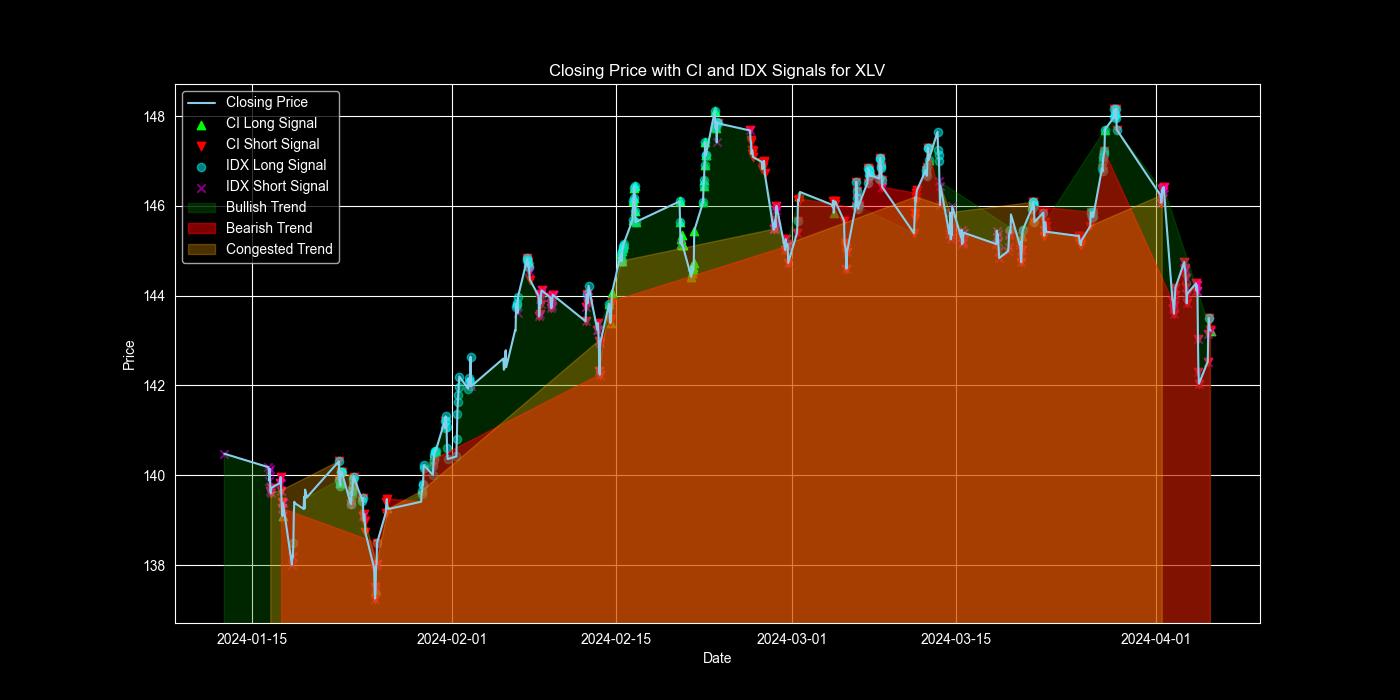 Closing Price with CI and IDX Signals for XLV
Closing Price
CI Long Signal
CI Short Signal
IDX Long Signal
IDX Short Signal
Bullish Trend
Bearish Trend
Congested Trend
148
146
144
142
140
138
Price
2024-01-15
2024-02-01
2024-02-15
2024-03-01
2024-03-15
2024-04-01
Date